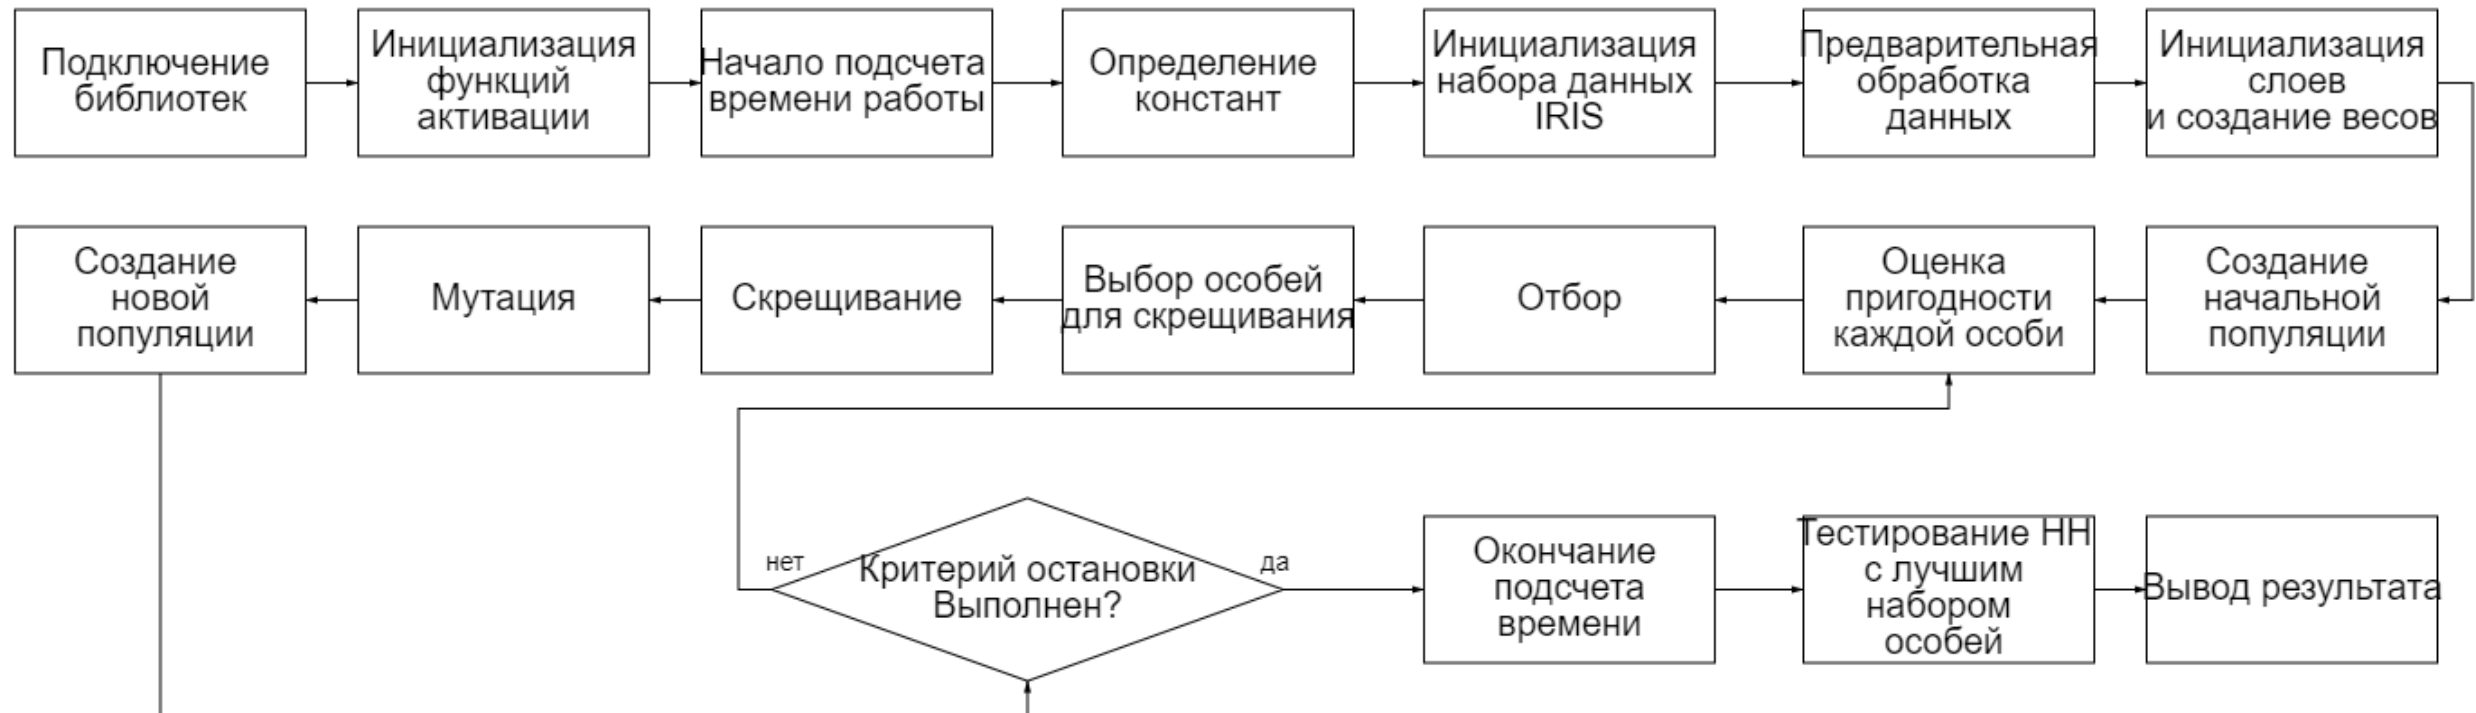 Подключение
библиотек
Инициализация
функций
активации
Начало подсчета
времени работы
Определение
констант
Инициализация
набора данных
IRIS
Предварительная
обработка
данных
Инициализация
слоев
и создание весов
Создание
новой
популяции
Мутация
Скрещивание
Выбор особей
для скрещивания
Отбор
Оценка
пригодности
каждой особи
Создание
начальной
популяции
нет
Критерий остановки
Выполнен?
да
Окончание
подсчета
времени
Тестирование НН
с лучшим
набором
особей
Вывод результата